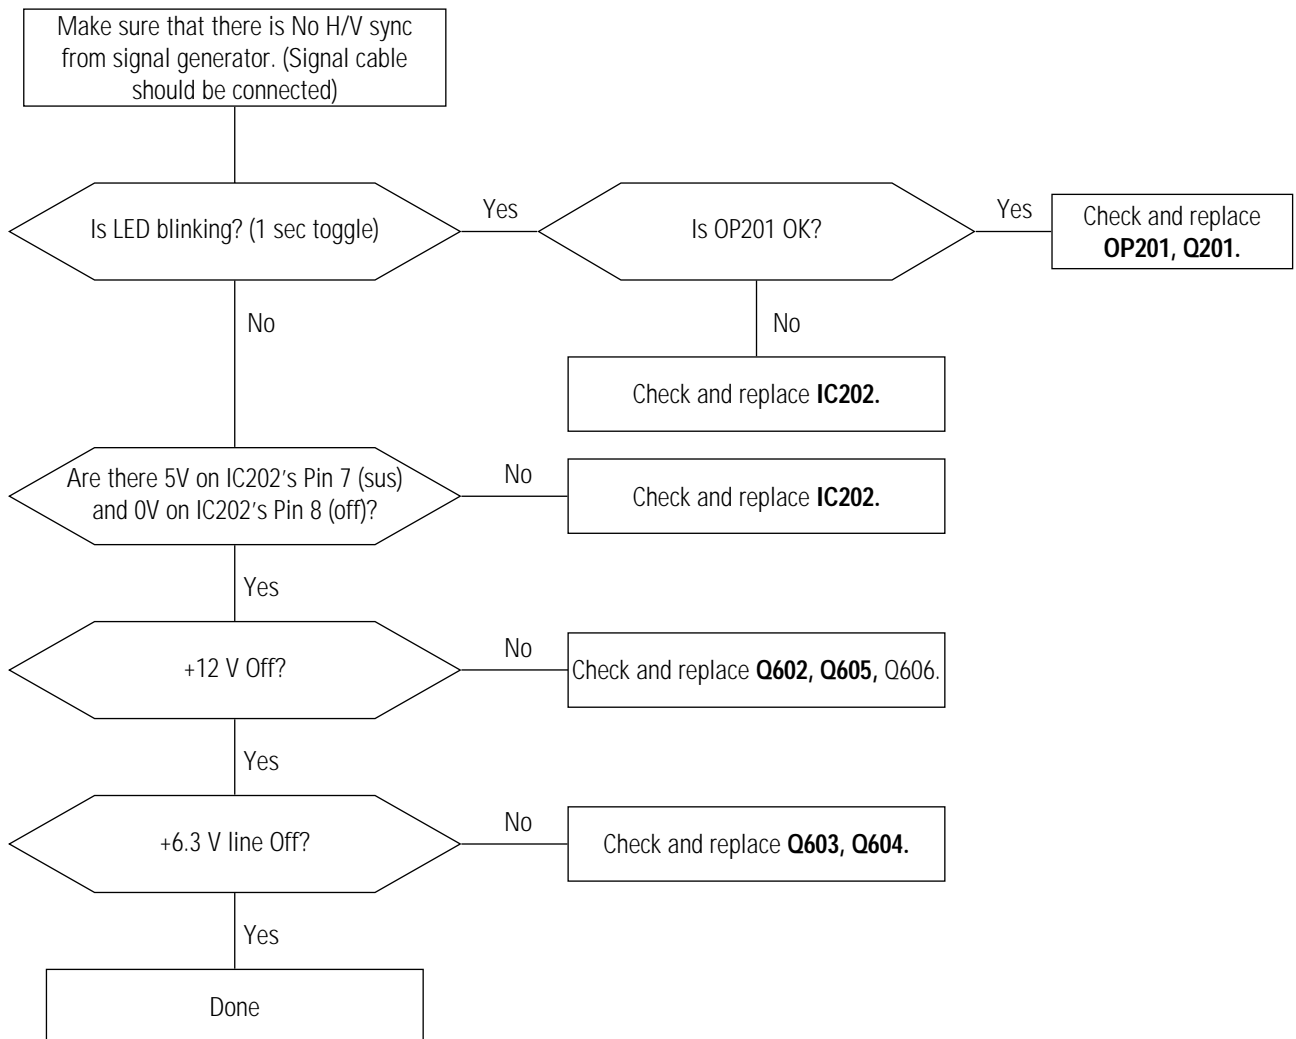 Make sure that there is No H/V sync
from signal generator. (Signal cable
should be connected)
Is LED blinking? (1 sec toggle)
Yes
Is OP201 OK?
Yes
Check and replace
OP201, Q201.
No
No
Check and replace IC202.
Are there 5V on IC202's Pin 7 (sus)
and 0V on IC202's Pin 8 (off)?
No
Check and replace IC202.
Yes
+12 V Off?
No
Check and replace Q602, Q605, Q606.
Yes
+6.3 V line Off?
No
Check and replace Q603, Q604.
Yes
Done